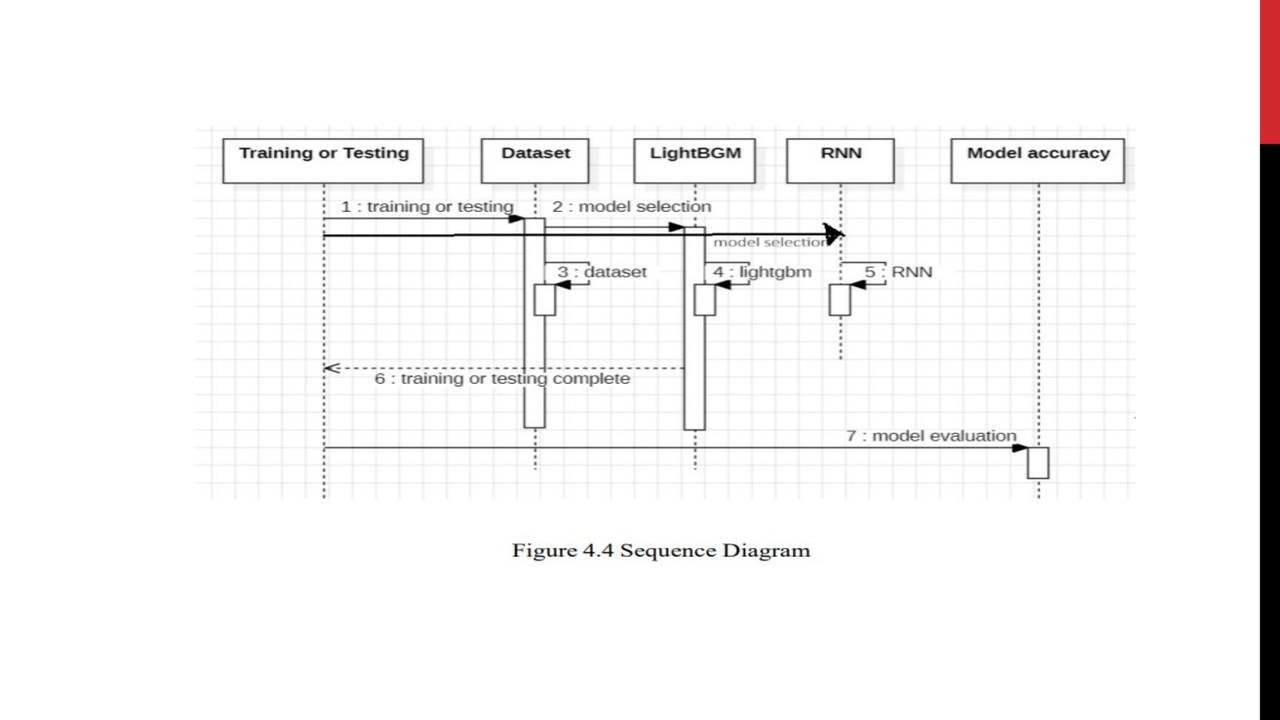 Training or Testing
Dataset
LightBGM
RNN
Model accuracy
1 : training or testing
2 : model selection
model selection
3 : dataset
4 : lightgbm
5 : RNN
6 : training or testing complete
7 : model evaluation
Figure 4.4 Sequence Diagram